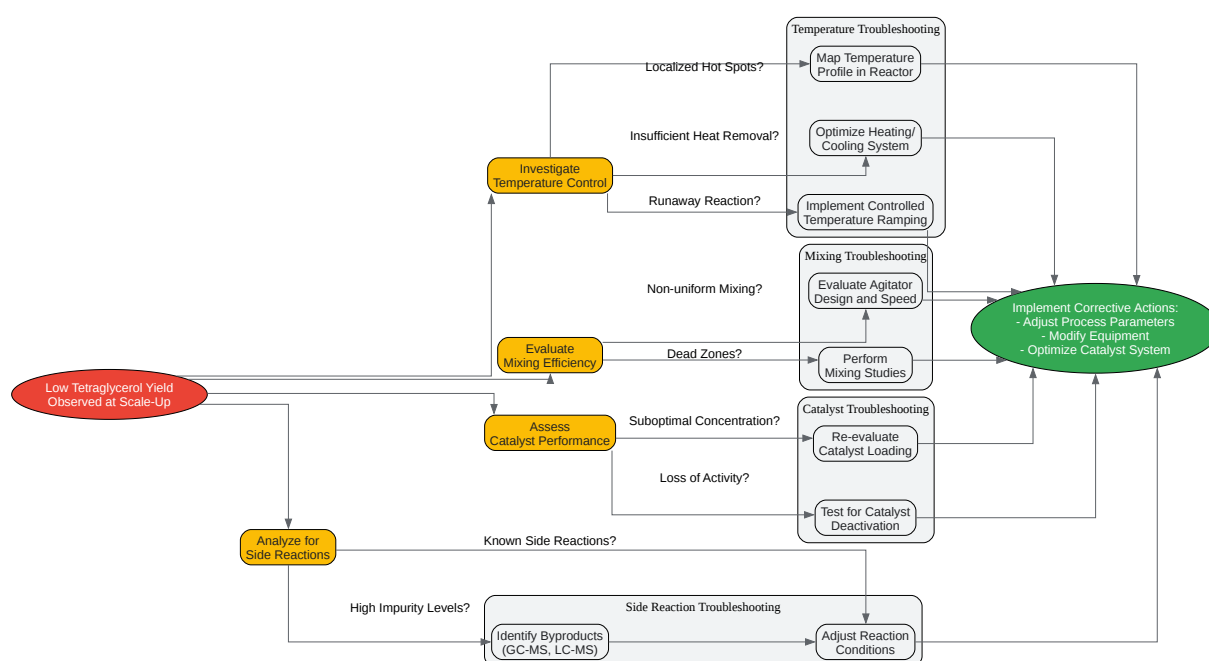 Temperature Troubleshooting
Localized Hot Spots?
Map Temperature
Profile in Reactor
Insufficient Heat Removal?
Optimize Heating/
Cooling System
Investigate
Temperature Control
Runaway Reaction?
Implement Controlled
Temperature Ramping
Mixing Troubleshooting
Non-uniform Mixing?
Evaluate Agitator
Design and Speed
Implement Corrective Actions:
- Adjust Process Parameters
- Modify Equipment
- Optimize Catalyst System
Evaluate
Mixing Efficiency
Dead Zones?
Perform
Mixing Studies
Low Tetraglycerol Yield
Observed at Scale-Up
Catalyst Troubleshooting
Assess
Catalyst Performance
Suboptimal Concentration?
Re-evaluate
Catalyst Loading
Loss of Activity?
Test for Catalyst
Deactivation
Analyze for
Side Reactions
Known Side Reactions?
High Impurity Levels?
Side Reaction Troubleshooting
Identify Byproducts
(GC-MS, LC-MS)
Adjust Reaction
Conditions